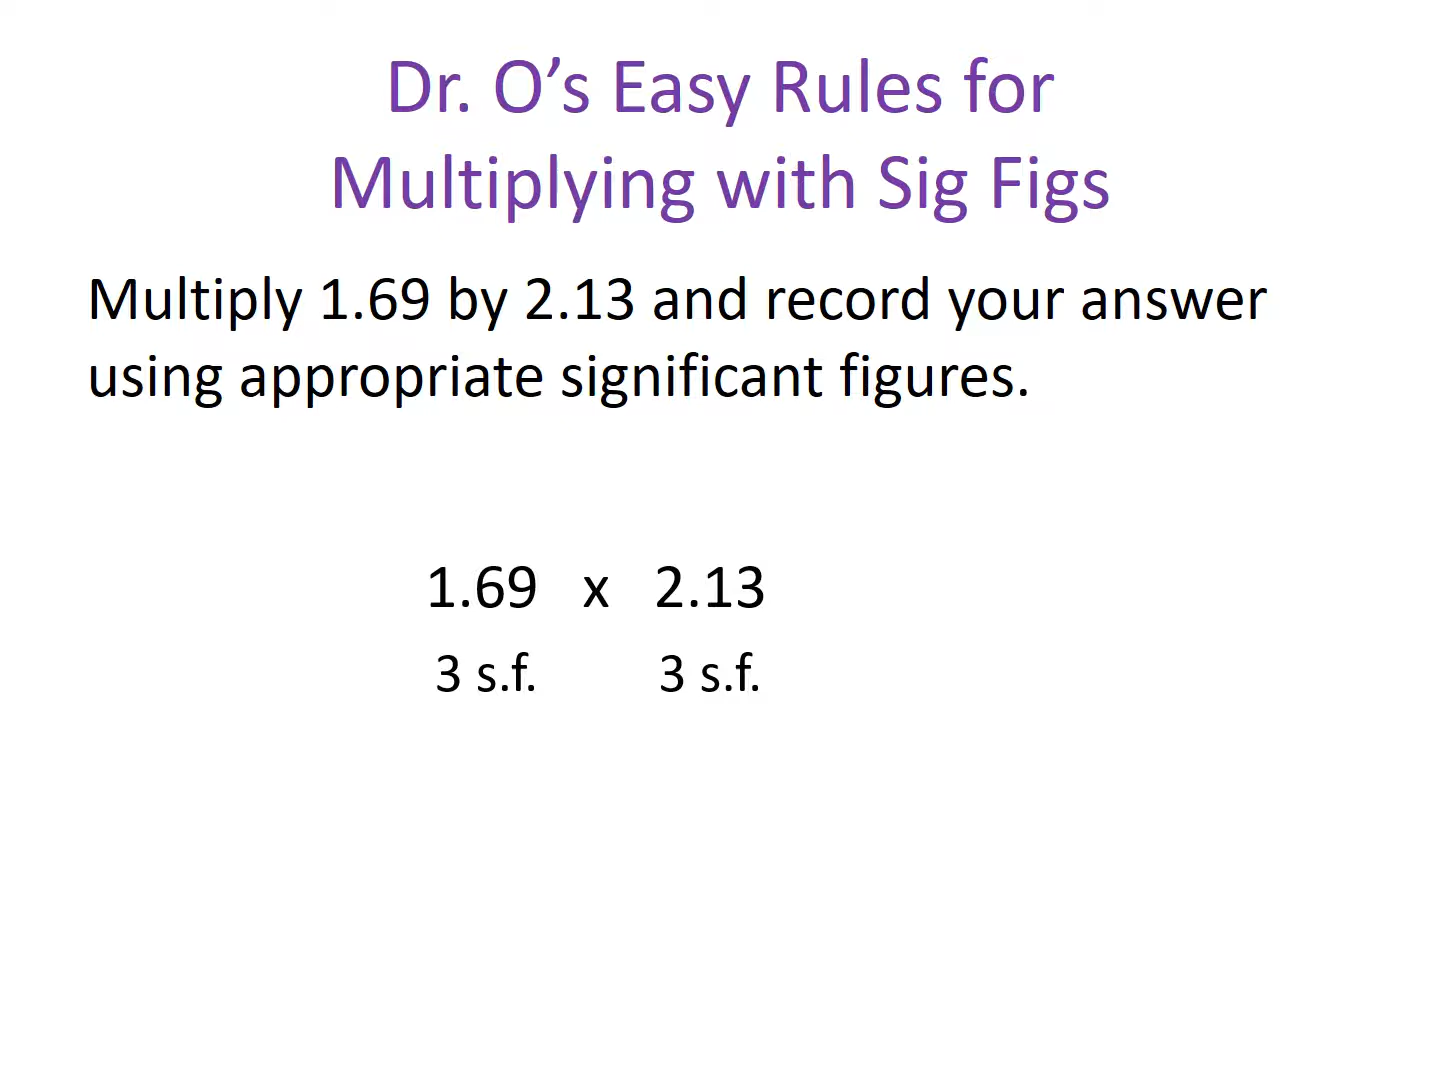 Dr. O’s Easy Rules for
Multiplying with Sig Figs
Multiply 1.69 by 2.13 and record your answer
using appropriate significant figures.
1.69 x 2.13
3 s.f. 3 s.f.